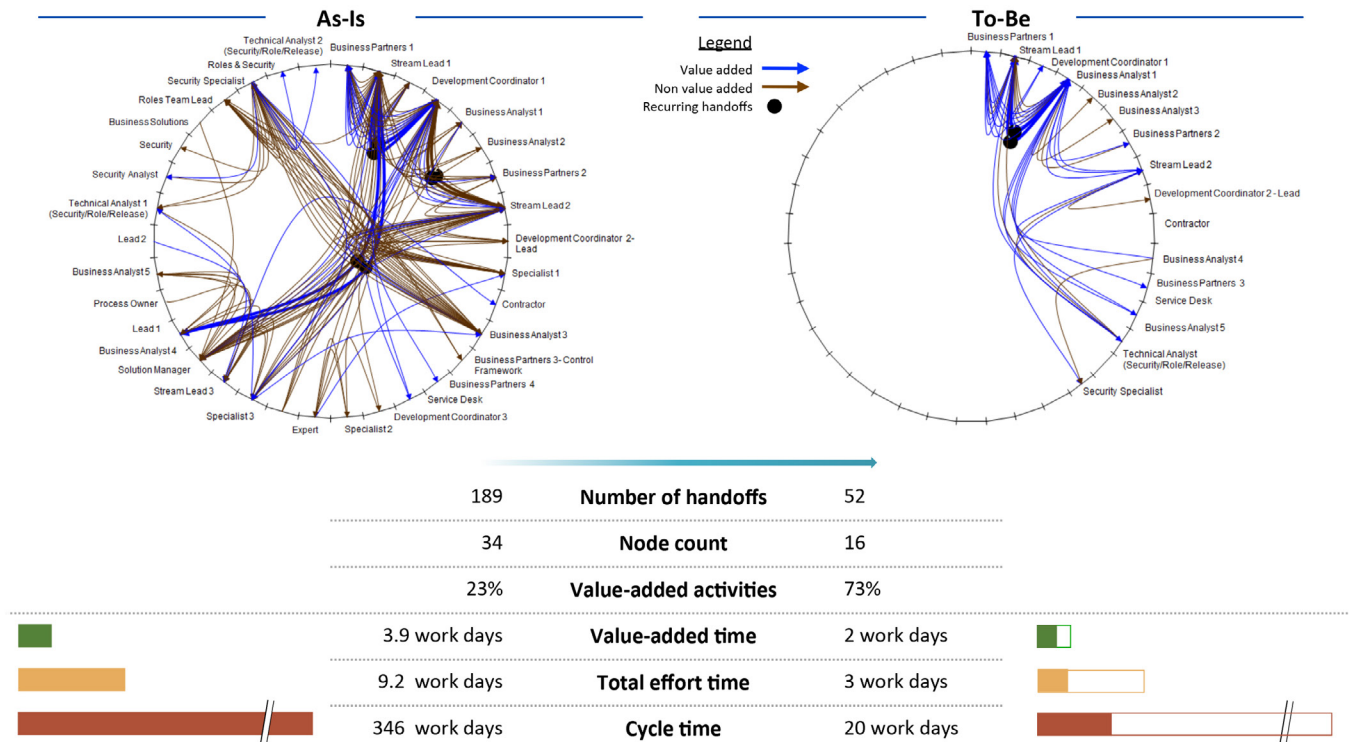 As-Is
To-Be
Technical Analyst 2
(Security/Role/Release)
Business Partners 1
Roles & Security
Stream Lead 1
Security Specialist
Development Coordinator 1
Roles Team Lead
Business Analyst 1
Business Solutions
Business Analyst 2
Security
Business Partners 2
Security Analyst
Stream Lead 2
Technical Analyst 1
(Security/Role/Release)
Development Coordinator 2-
Lead
Lead 2
Specialist 1
Business Analyst 5
Contractor
Process Owner
Business Analyst 3
Lead 1
Business Analyst 4
Business Partners 3- Control
Framework
Solution Manager
Business Partners 4
Stream Lead 3
Service Desk
Specialist 3
Development Coordinator 3
Expert
Specialist 2
Legend
Value added
Non value added
Recurring handoffs
Business Partners 1
Stream Lead 1
Development Coordinator 1
Business Analyst 1
Business Analyst 2
Business Analyst 3
Business Partners 2
Stream Lead 2
Development Coordinator 2 - Lead
Contractor
Business Analyst 4
Business Partners 3
Service Desk
Business Analyst 5
Technical Analyst
(Security/Role/Release)
Security Specialist
189 Number of handoffs 52
34 Node count 16
23% Value-added activities 73%
3.9 work days Value-added time 2 work days
9.2 work days Total effort time 3 work days
346 work days Cycle time 20 work days